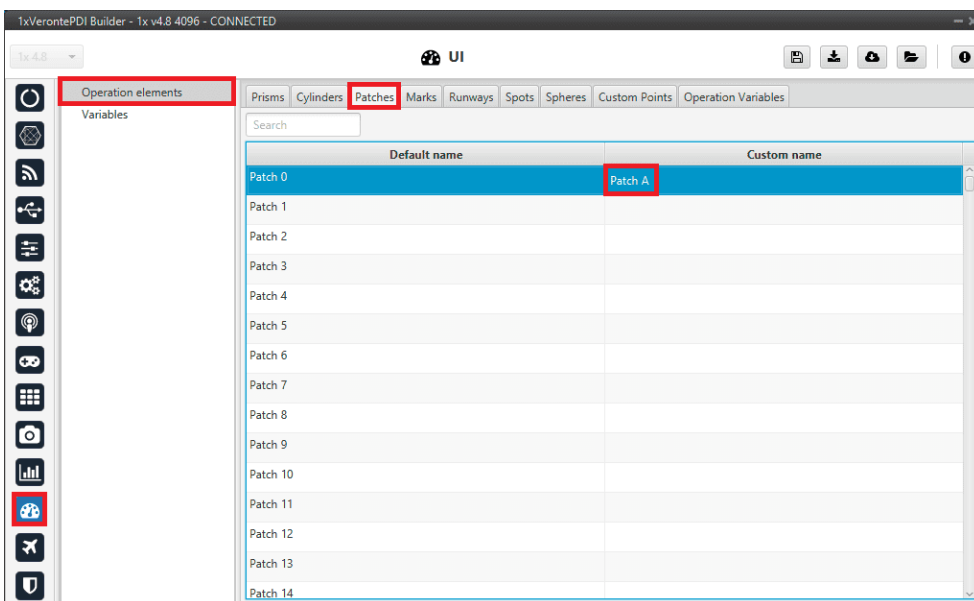 1xVerontePDI Builder - 1x v4.8 4096 - CONNECTED
1x 4.8
UI
Operation elements
Variables
Prisms Cylinders Patches Marks Runways Spots Spheres Custom Points Operation Variables
Search
Default name Custom name
Patch 0 Patch A
Patch 1
Patch 2
Patch 3
Patch 4
Patch 5
Patch 6
Patch 7
Patch 8
Patch 9
Patch 10
Patch 11
Patch 12
Patch 13
Patch 14